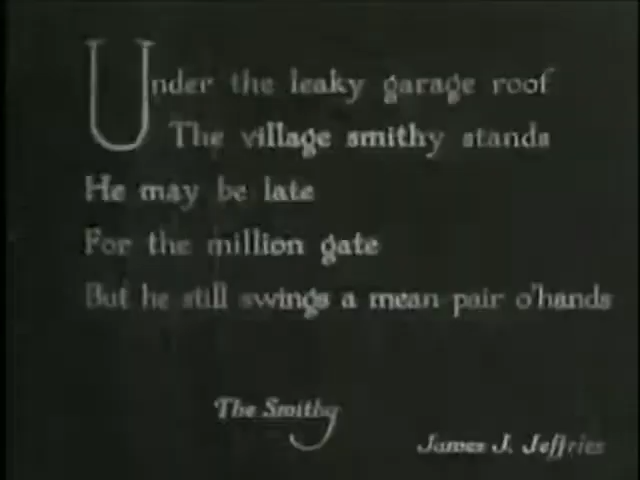 Under the leaky garage roof
The village smithy stands
He may be late
For the million gate
But he still swings a mean pair o'hands
The Smithy
James J. Jeffries